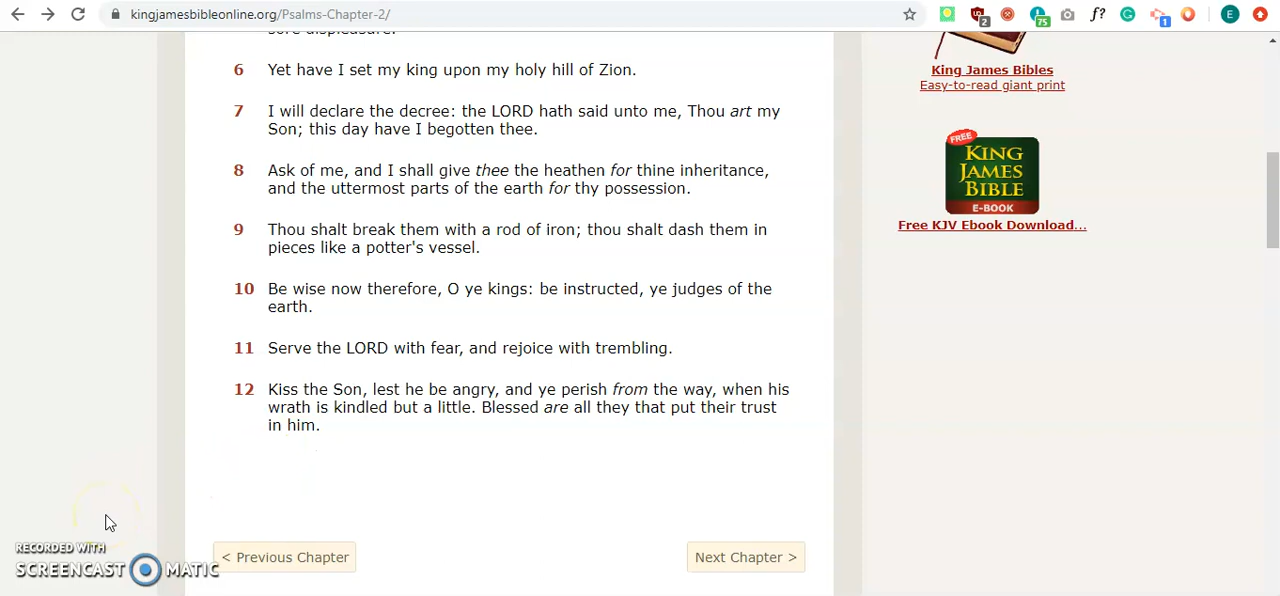 kingjamesbibleonline.org/Psalms-Chapter-2/
2
75
f?
1
E
sore displeasure.
6 Yet have I set my king upon my holy hill of Zion.
7 I will declare the decree: the LORD hath said unto me, Thou art my
Son; this day have I begotten thee.
8 Ask of me, and I shall give thee the heathen for thine inheritance,
and the uttermost parts of the earth for thy possession.
9 Thou shalt break them with a rod of iron; thou shalt dash them in
pieces like a potter's vessel.
10 Be wise now therefore, O ye kings: be instructed, ye judges of the
earth.
11 Serve the LORD with fear, and rejoice with trembling.
12 Kiss the Son, lest he be angry, and ye perish from the way, when his
wrath is kindled but a little. Blessed are all they that put their trust
in him.
< Previous Chapter
Next Chapter >
King James Bibles
Easy-to-read giant print
FREE
KING
JAMES
BIBLE
E-BOOK
Free KJV Ebook Download...
RECORDED WITH
SCREENCAST MATIC